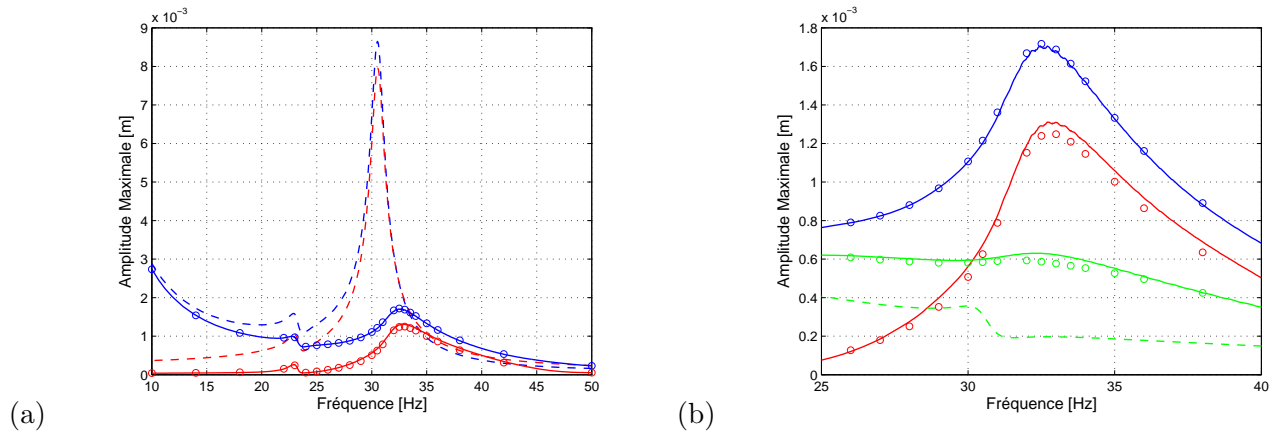 x 10⁻³
9
8
7
6
5
4
3
2
1
0
Amplitude Maximale [m]
10 15 20 25 30 35 40 45 50
Fréquence [Hz]
(a)
x 10⁻³
1.8
1.6
1.4
1.2
1
0.8
0.6
0.4
0.2
0
Amplitude Maximale [m]
25 30 35 40
Fréquence [Hz]
(b)